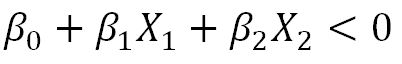 β₀ + β₁X₁ + β₂X₂ < 0